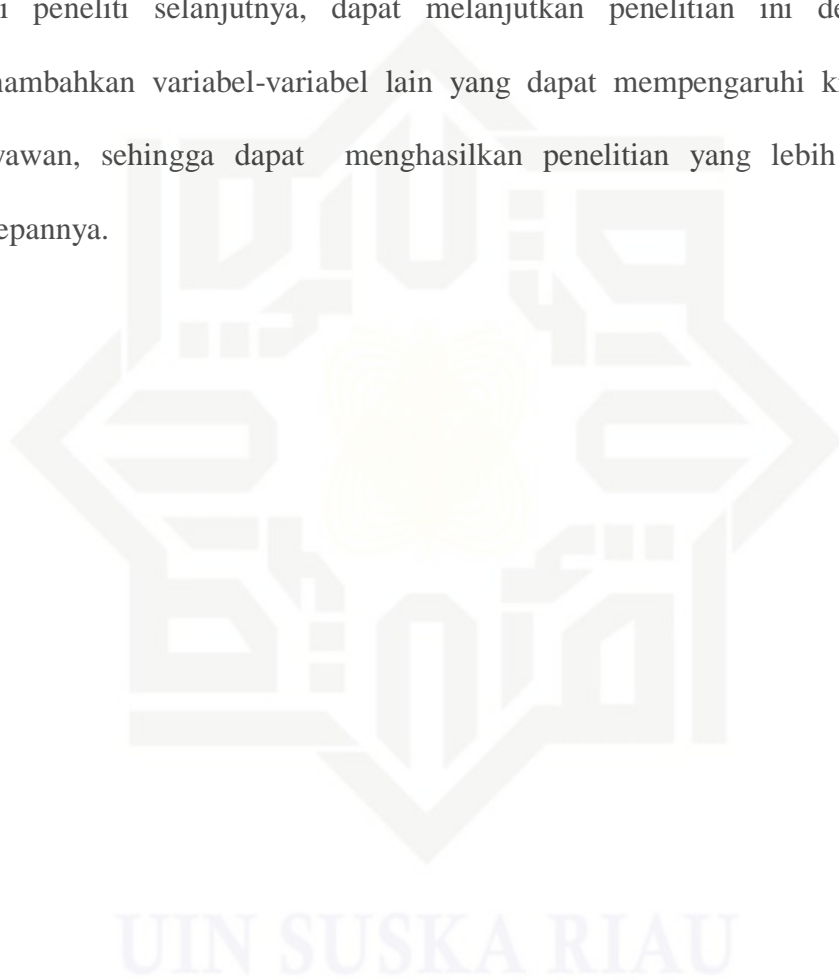 i peneliti selanjutnya, dapat melanjutkan penelitian ini de
nambahkan variabel-variabel lain yang dapat mempengaruhi k
yawan, sehingga dapat menghasilkan penelitian yang lebih
epannya.
UIN SUSKA RIAU